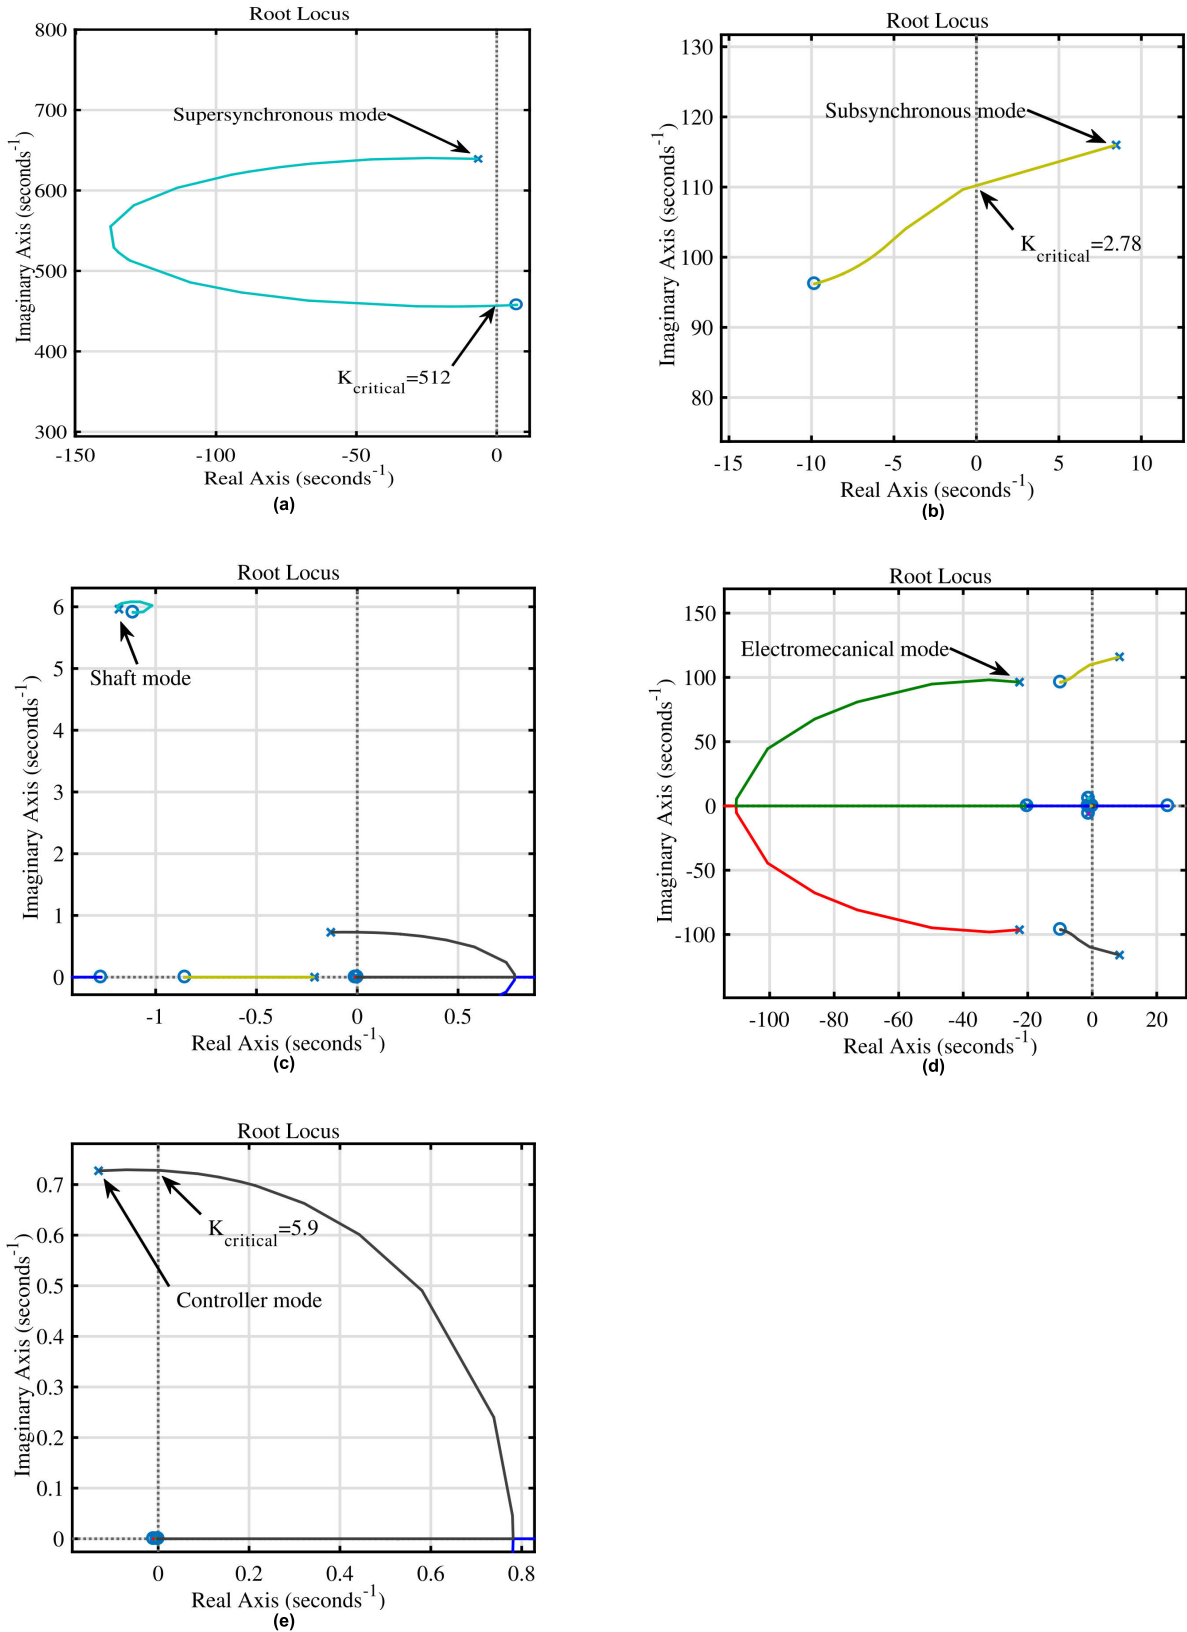 Root Locus
800
700
600
500
400
300
-150
-100
-50
0
Supersynchronous mode
K_critical=512
Imaginary Axis (seconds^-1)
Real Axis (seconds^-1)
(a)
Root Locus
130
120
110
100
90
80
-15
-10
-5
0
5
10
Subsynchronous mode
K_critical=2.78
Imaginary Axis (seconds^-1)
Real Axis (seconds^-1)
(b)
Root Locus
6
5
4
3
2
1
0
-1
-0.5
0
0.5
Shaft mode
Imaginary Axis (seconds^-1)
Real Axis (seconds^-1)
(c)
Root Locus
150
100
50
0
-50
-100
-100
-80
-60
-40
-20
0
20
Electromecanical mode
Imaginary Axis (seconds^-1)
Real Axis (seconds^-1)
(d)
Root Locus
0.7
0.6
0.5
0.4
0.3
0.2
0.1
0
0
0.2
0.4
0.6
0.8
K_critical=5.9
Controller mode
Imaginary Axis (seconds^-1)
Real Axis (seconds^-1)
(e)